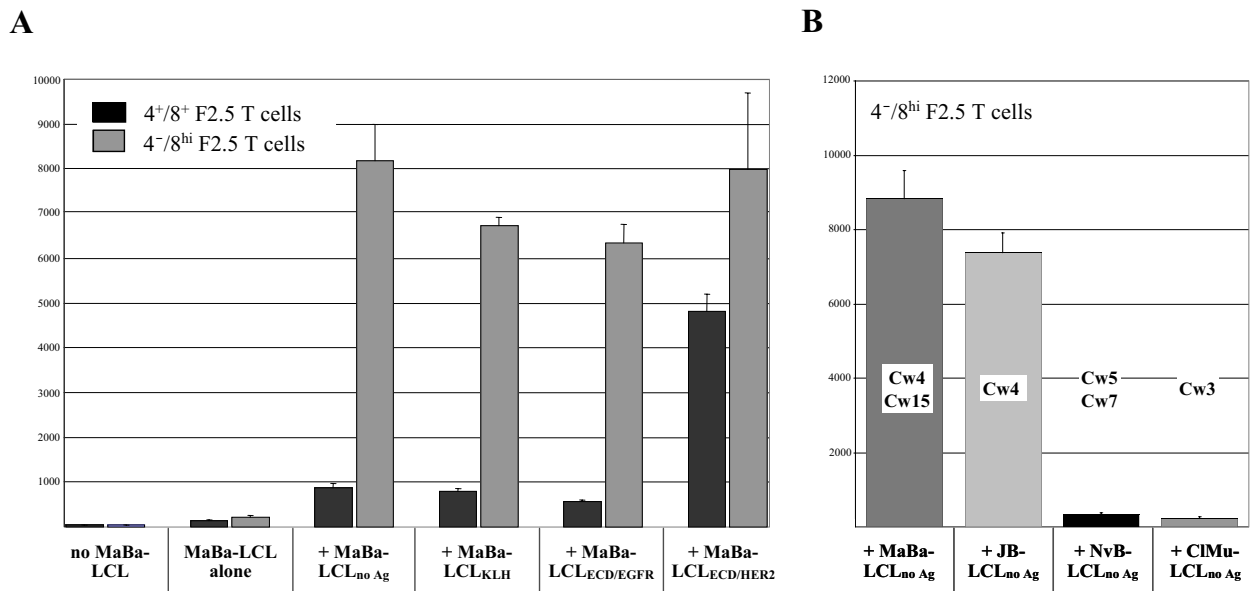 A
B
10000
9000
8000
7000
6000
5000
4000
3000
2000
1000
4⁺/8⁺ F2.5 T cells
4⁻/8ʰⁱ F2.5 T cells
no MaBa-
LCL
MaBa-LCL
alone
+ MaBa-
LCLno Ag
+ MaBa-
LCLKLH
+ MaBa-
LCLECD/EGFR
+ MaBa-
LCLECD/HER2
12000
10000
8000
6000
4000
2000
4⁻/8ʰⁱ F2.5 T cells
Cw4
Cw15
Cw4
Cw5
Cw7
Cw3
+ MaBa-
LCLno Ag
+ JB-
LCLno Ag
+ NvB-
LCLno Ag
+ ClMu-
LCLno Ag